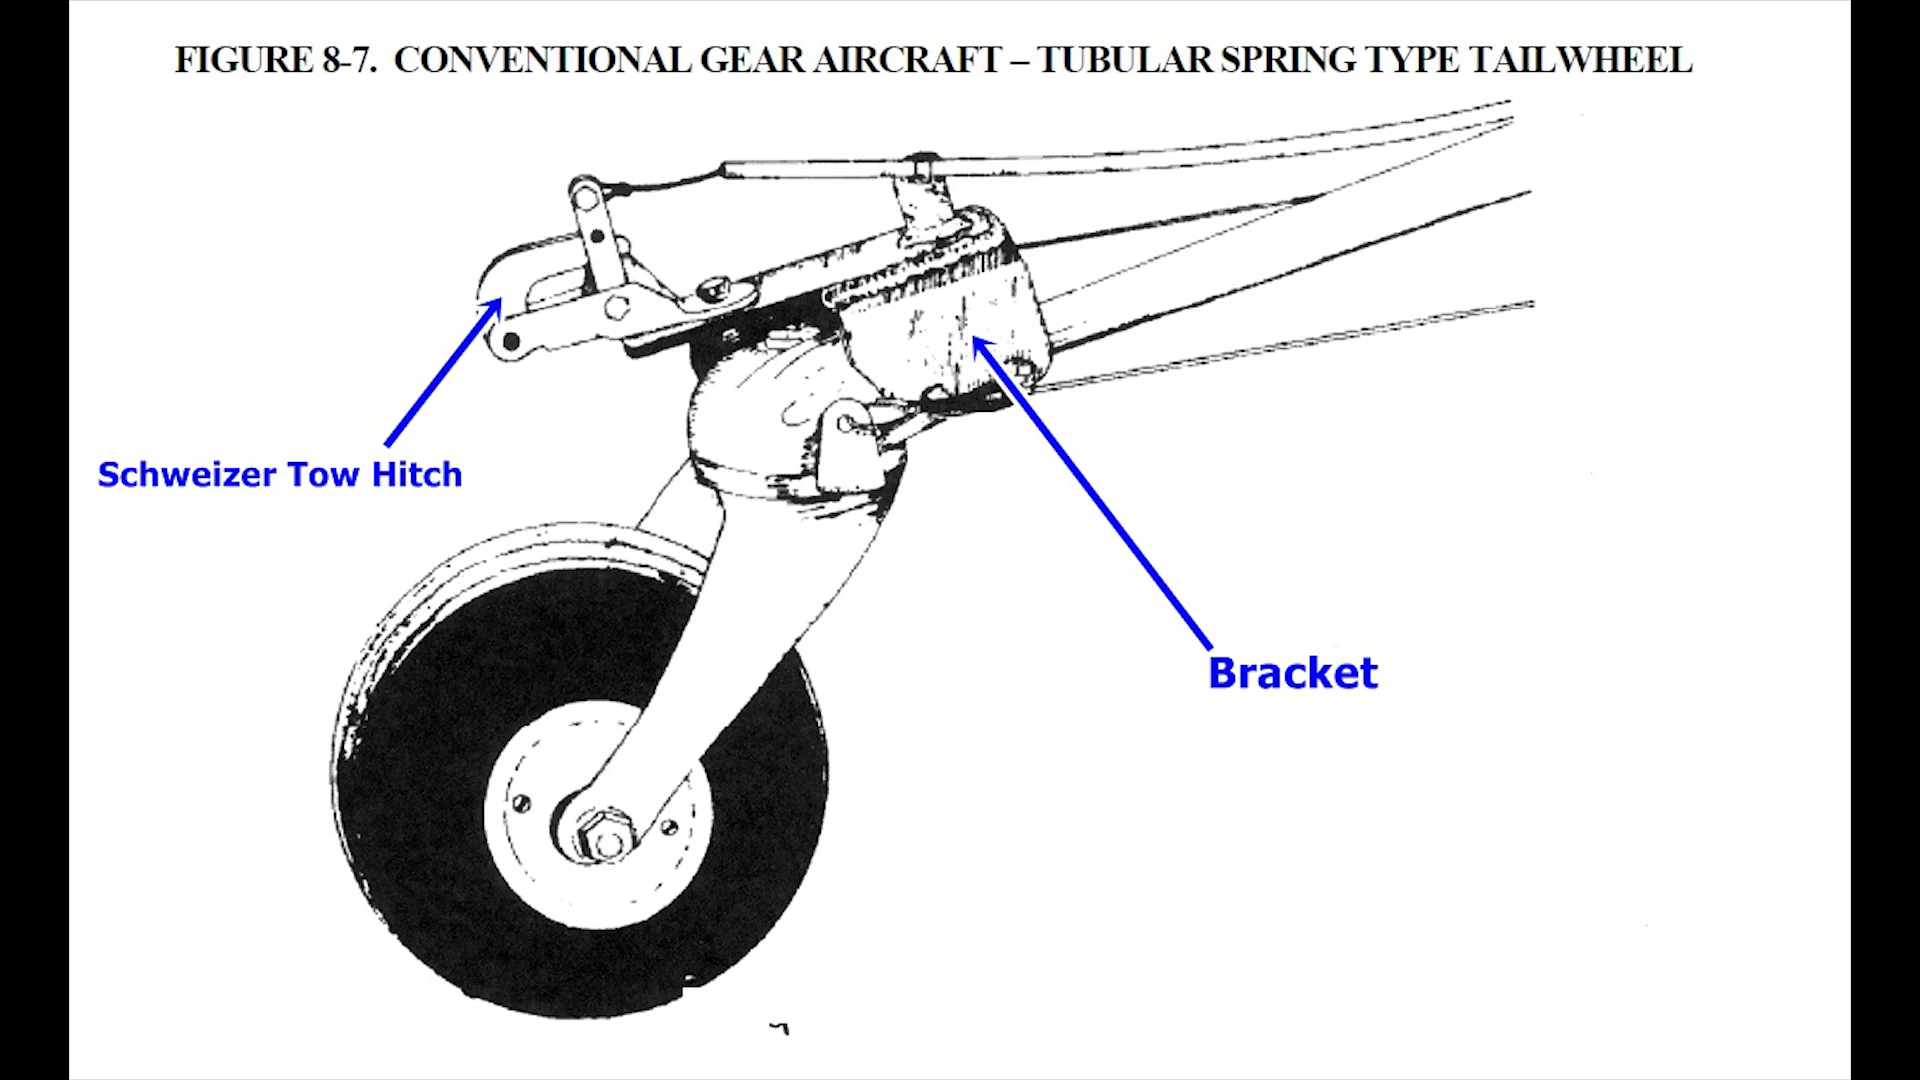 FIGURE 8-7. CONVENTIONAL GEAR AIRCRAFT – TUBULAR SPRING TYPE TAILWHEEL
Schweizer Tow Hitch
Bracket